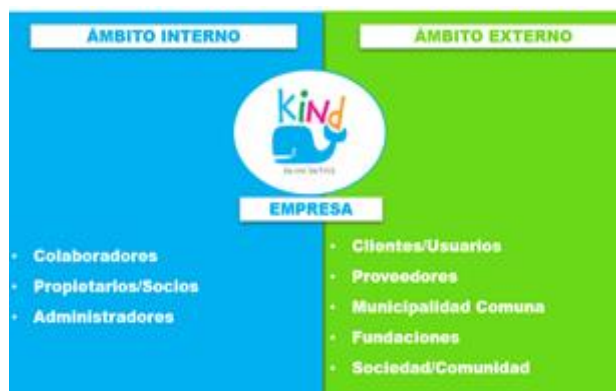 ÁMBITO INTERNO
ÁMBITO EXTERNO
KiNd
EMPRESA
• Colaboradores
• Propietarios/Socios
• Administradores
• Clientes/Usuarios
• Proveedores
• Municipalidad Comuna
• Fundaciones
• Sociedad/Comunidad